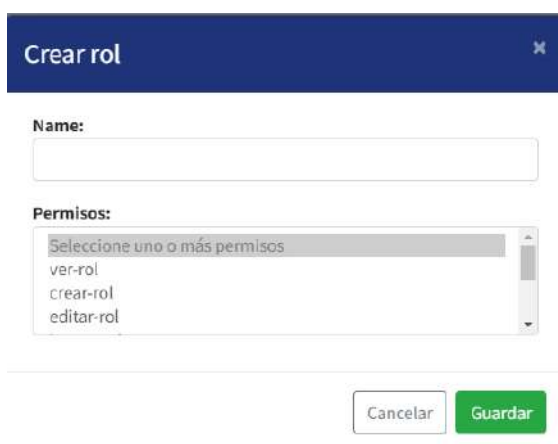 Crear rol
×
Name:
Permisos:
Seleccione uno o más permisos
ver-rol
crear-rol
editar-rol
Cancelar
Guardar